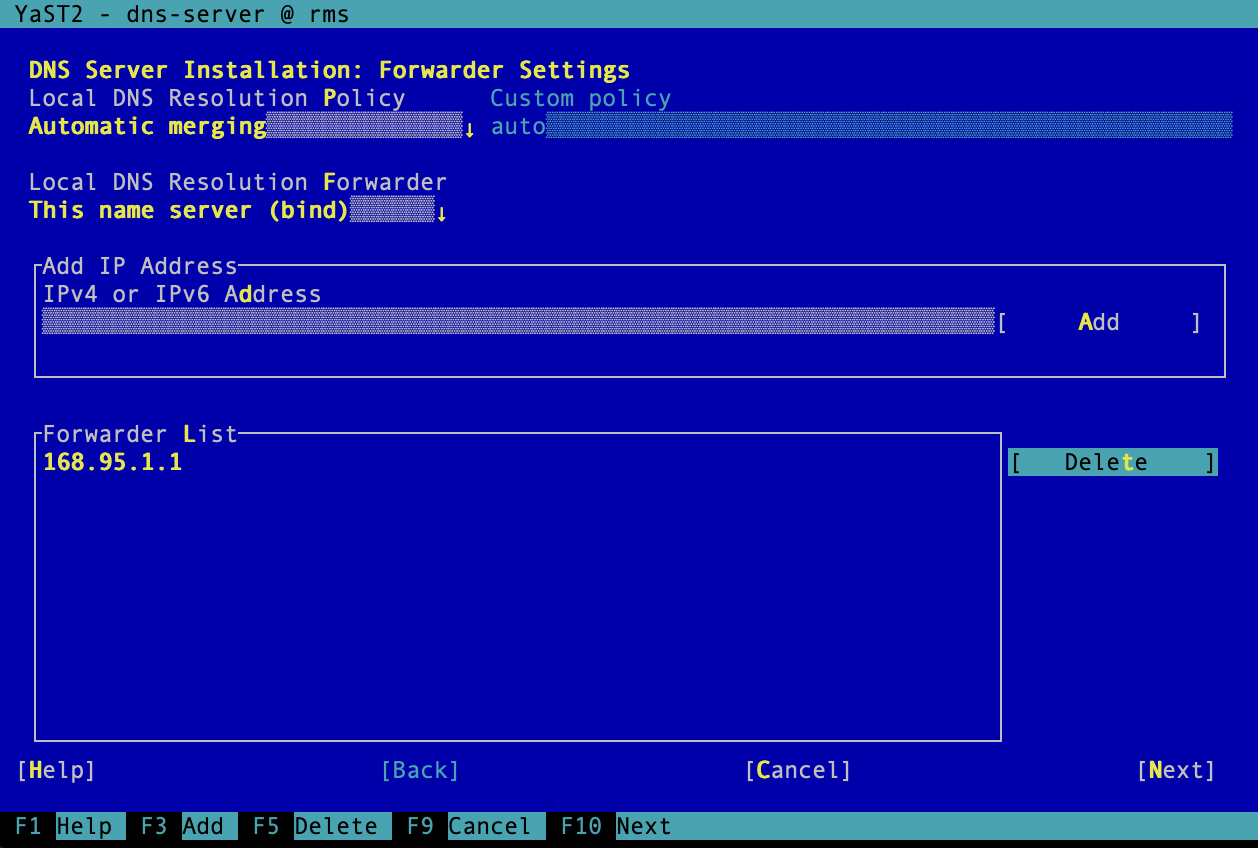 YaST2 - dns-server @ rms
DNS Server Installation: Forwarder Settings
Local DNS Resolution Policy Custom policy
Automatic merging↓ auto
Local DNS Resolution Forwarder
This name server (bind)↓
Add IP Address
IPv4 or IPv6 Address
[ Add ]
Forwarder List
168.95.1.1 [ Delete ]
[Help] [Back] [Cancel] [Next]
F1 Help F3 Add F5 Delete F9 Cancel F10 Next